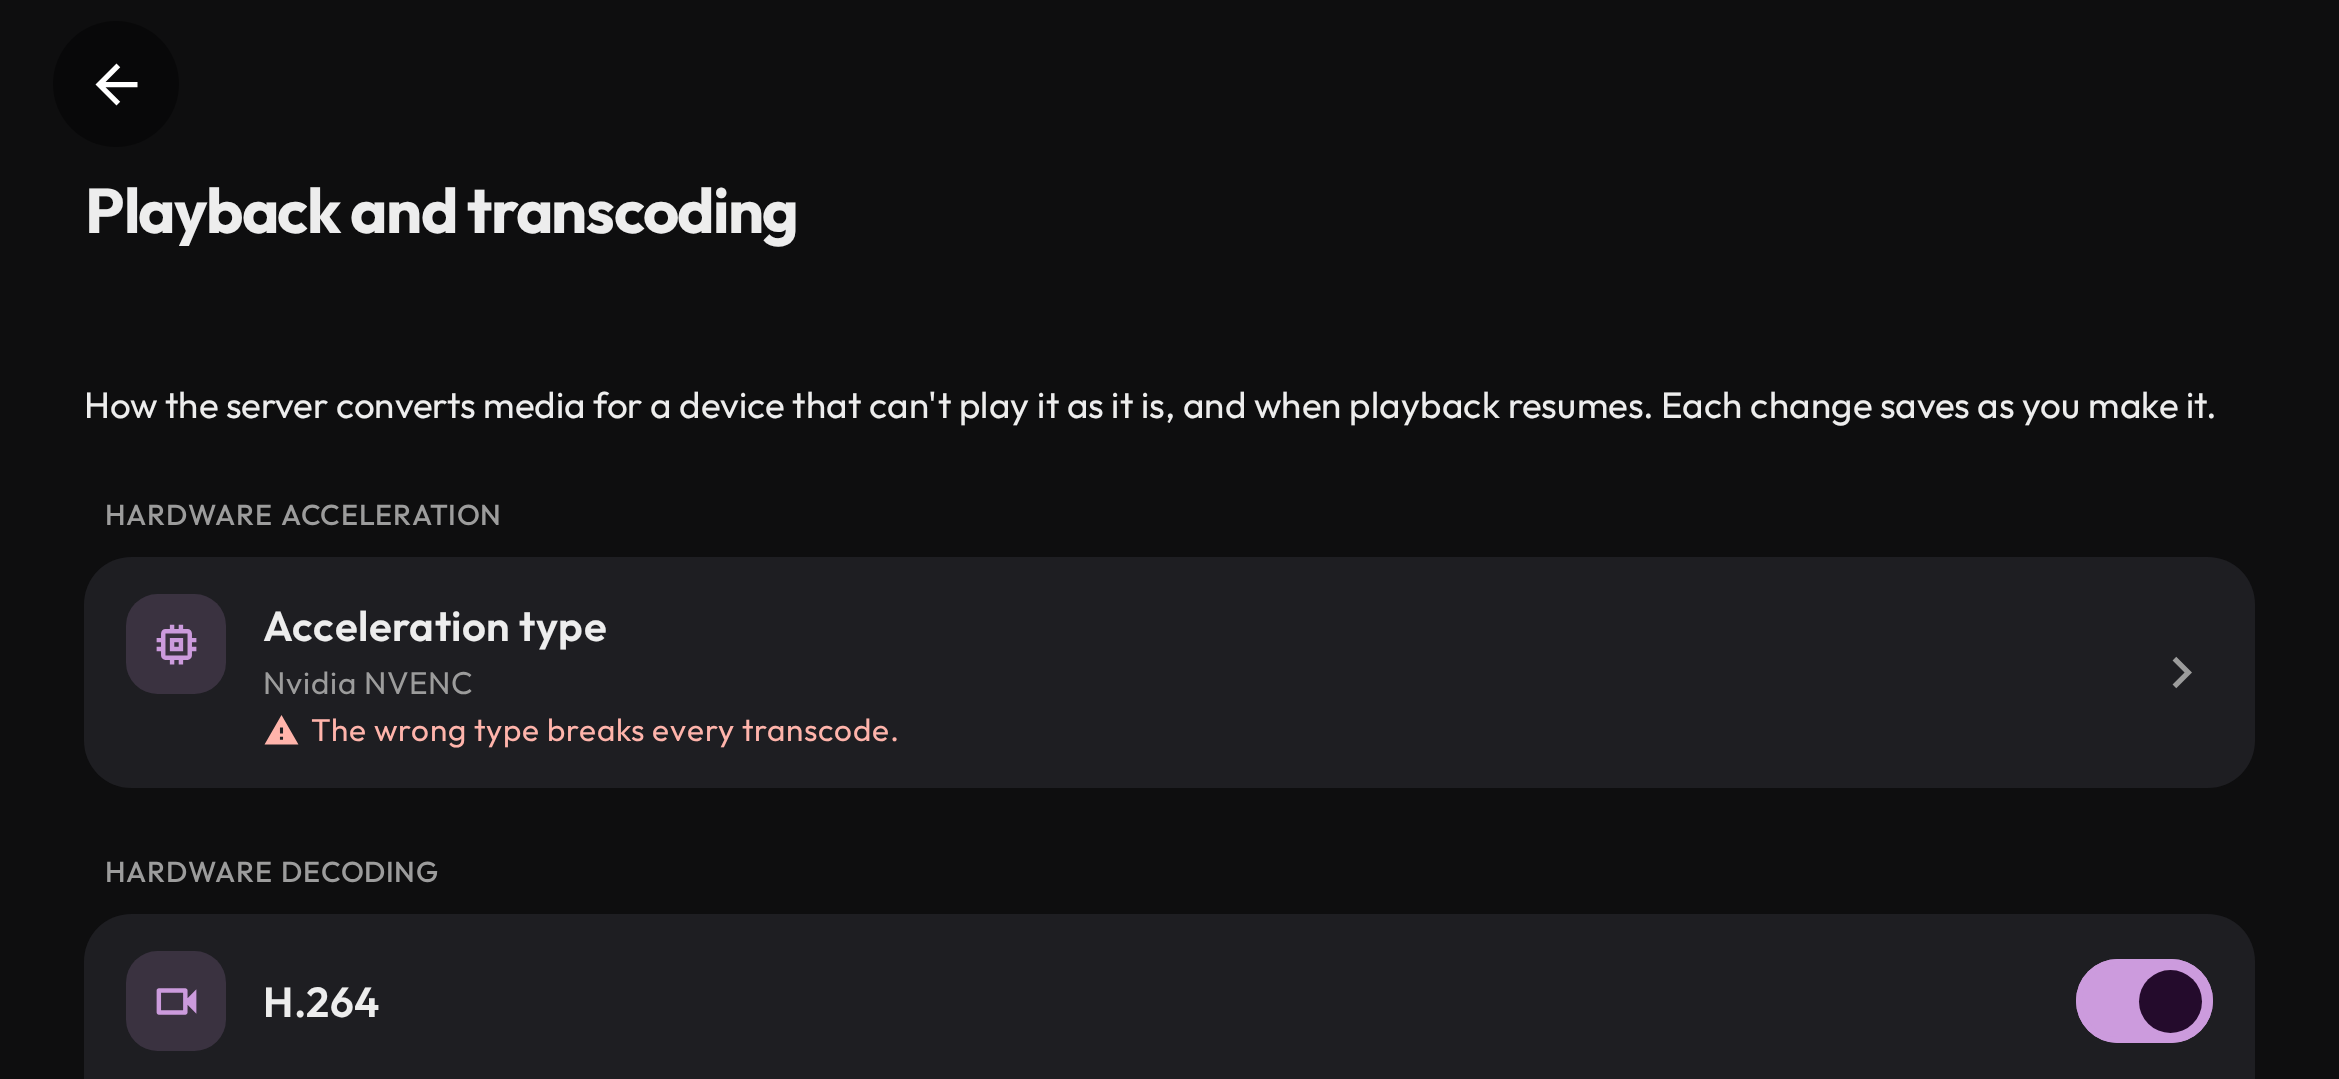 Playback and transcoding
How the server converts media for a device that can't play it as it is, and when playback resumes. Each change saves as you make it.
HARDWARE ACCELERATION
Acceleration type
Nvidia NVENC
The wrong type breaks every transcode.
HARDWARE DECODING
H.264